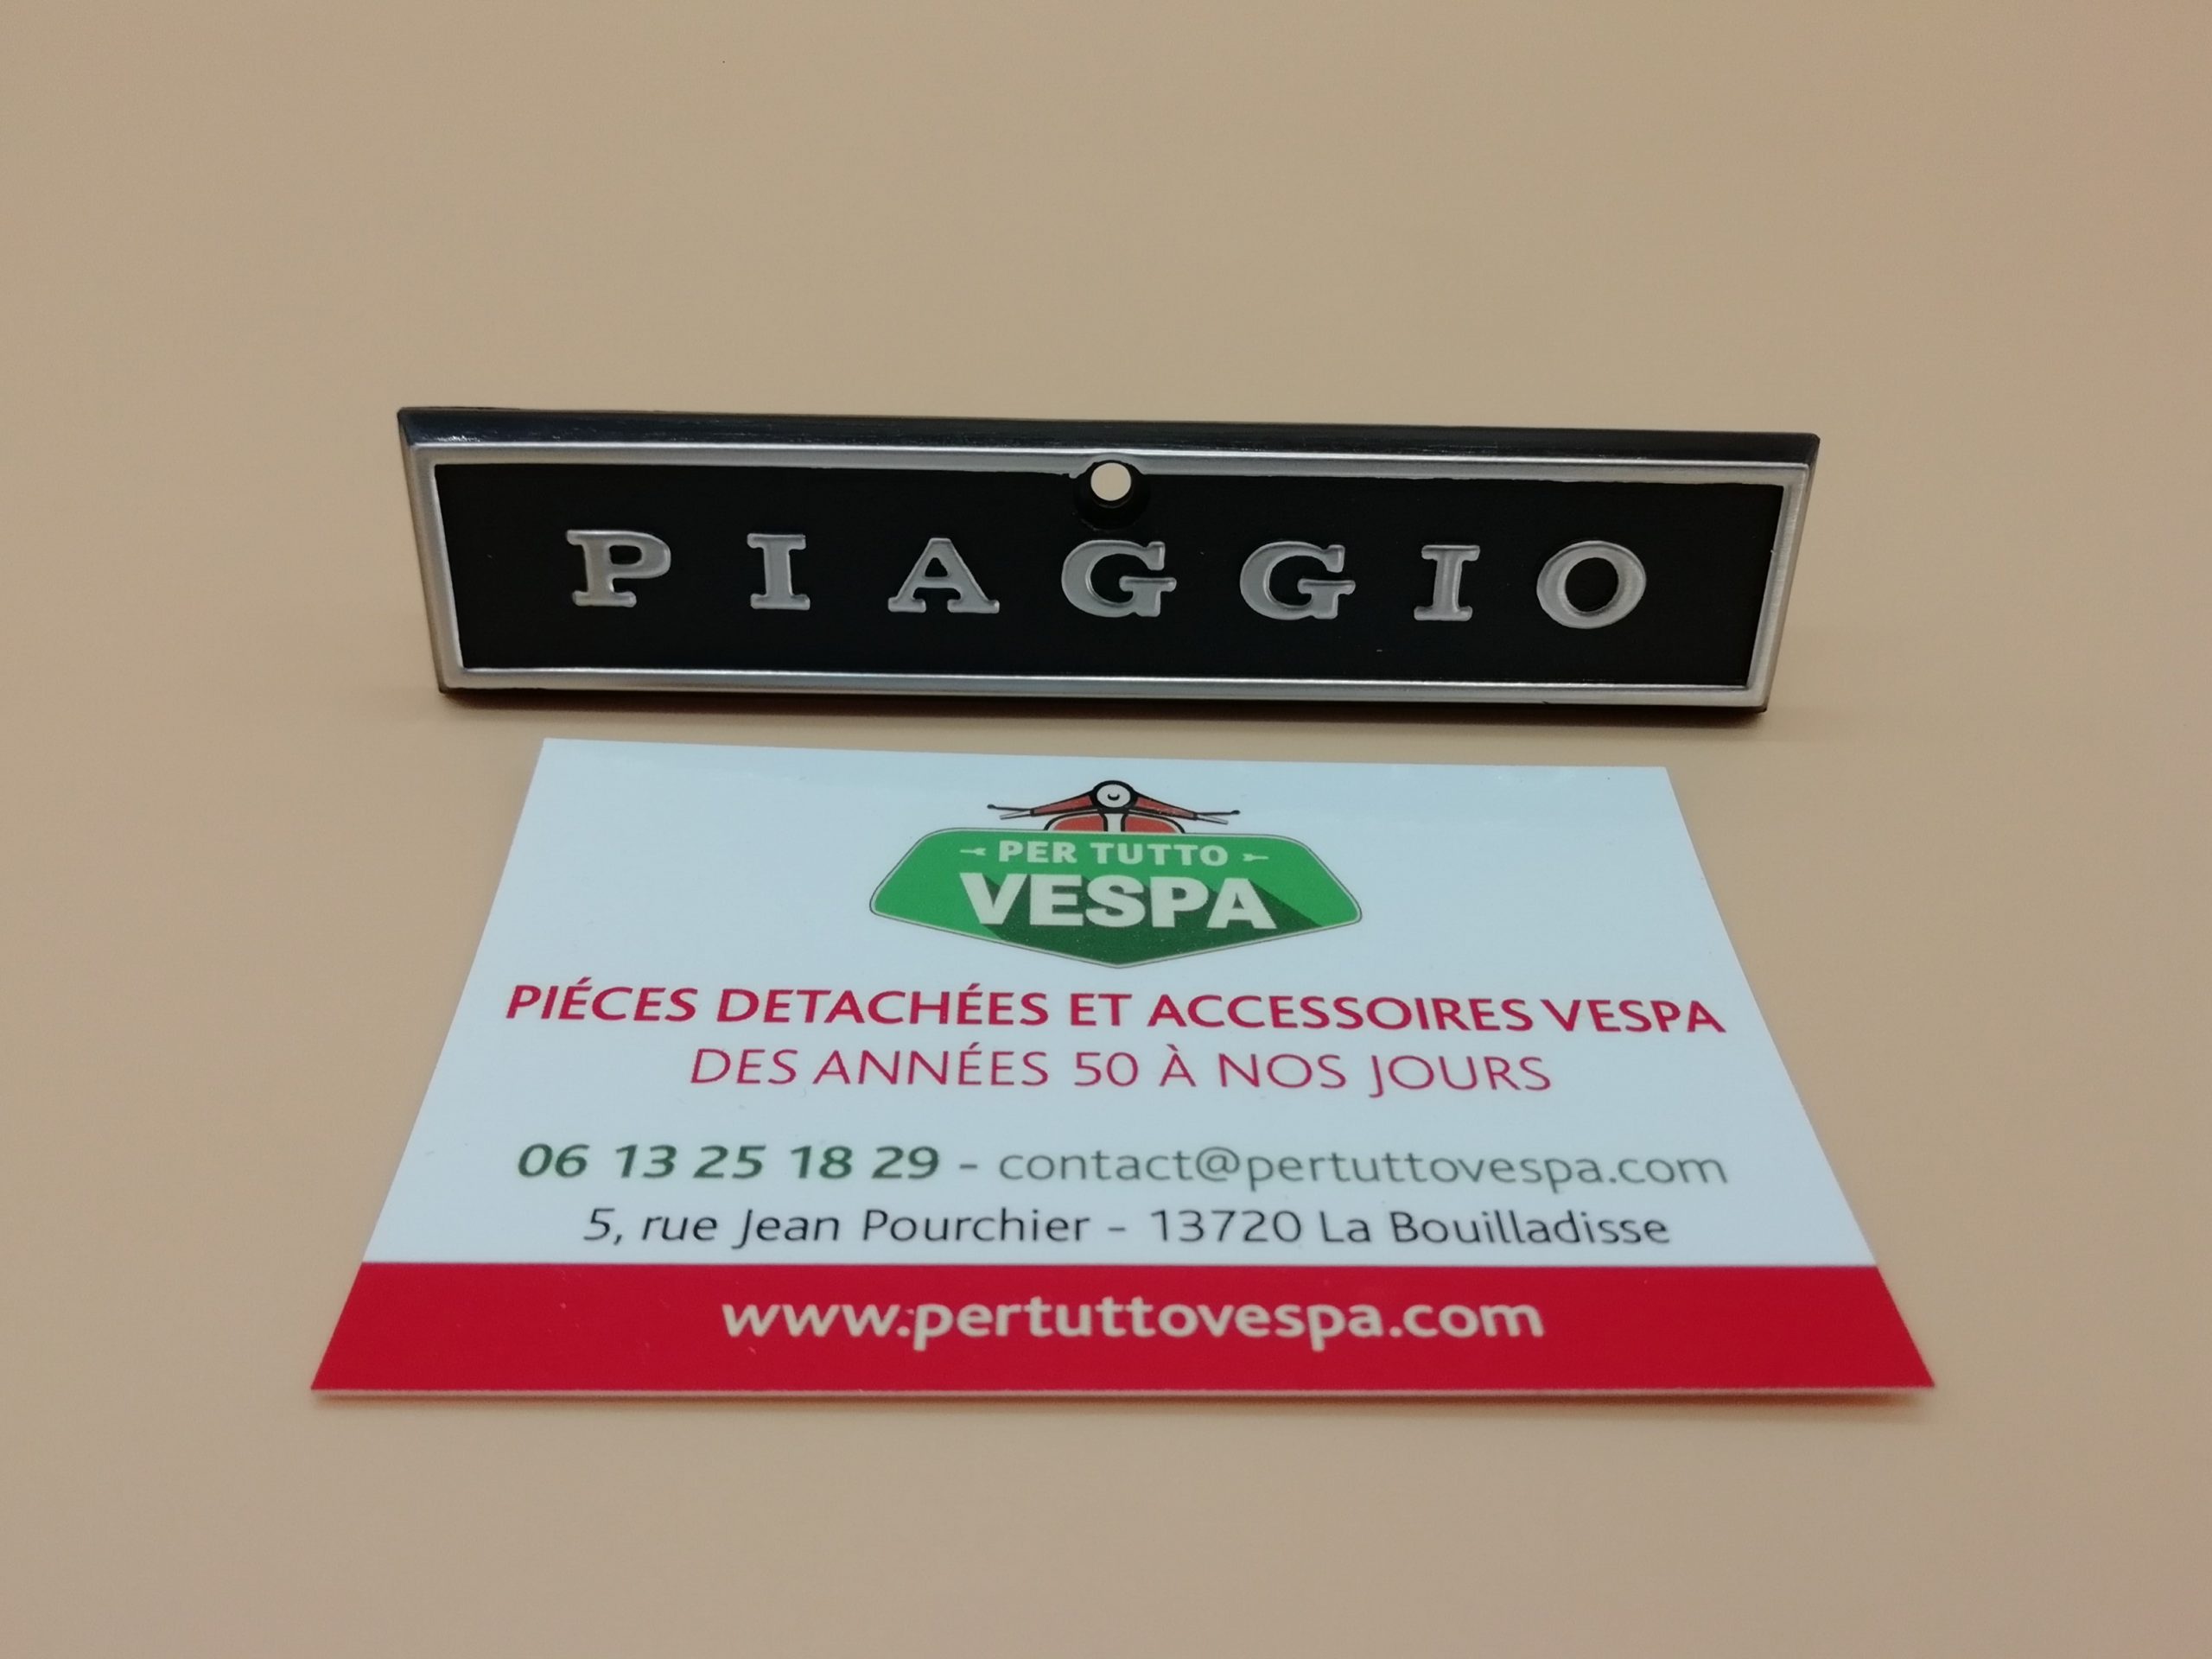 PIAGGIO
PER TUTTO
VESPA
PIÉCES DETACHÉES ET ACCESSOIRES VESPA
DES ANNÉES 50 À NOS JOURS
06 13 25 18 29 - contact@pertuttovespa.com
5, rue Jean Pourchier - 13720 La Bouilladisse
www.pertuttovespa.com